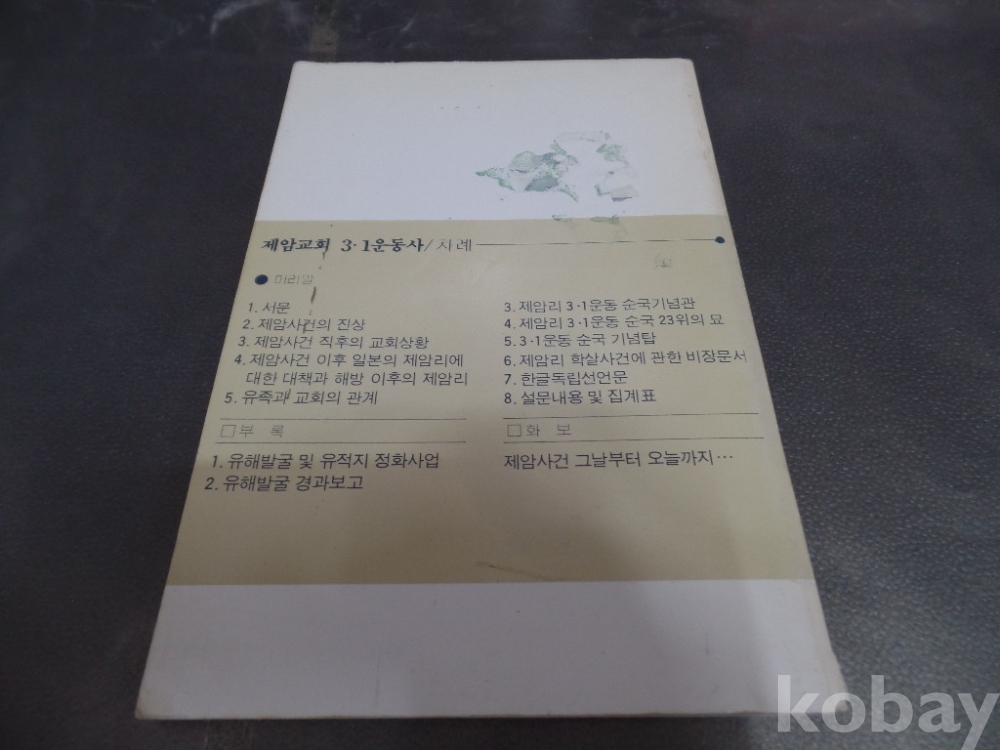 제암교회 3·1운동사/차례
● 머리말
1. 서문
2. 제암사건의 진상
3. 제암사건 직후의 교회상황
4. 제암사건 이후 일본의 제암리에
대한 대책과 해방 이후의 제암리
5. 유족과 교회의 관계
□ 부 록
1. 유해발굴 및 유적지 정화사업
2. 유해발굴 경과보고
3. 제암리 3·1운동 순국기념관
4. 제암리 3·1운동 순국 23위의 묘
5. 3·1운동 순국 기념탑
6. 제암리 학살사건에 관한 비장문서
7. 한글독립선언문
8. 설문내용 및 집계표
□ 화 보
제암사건 그날부터 오늘까지…
kobay